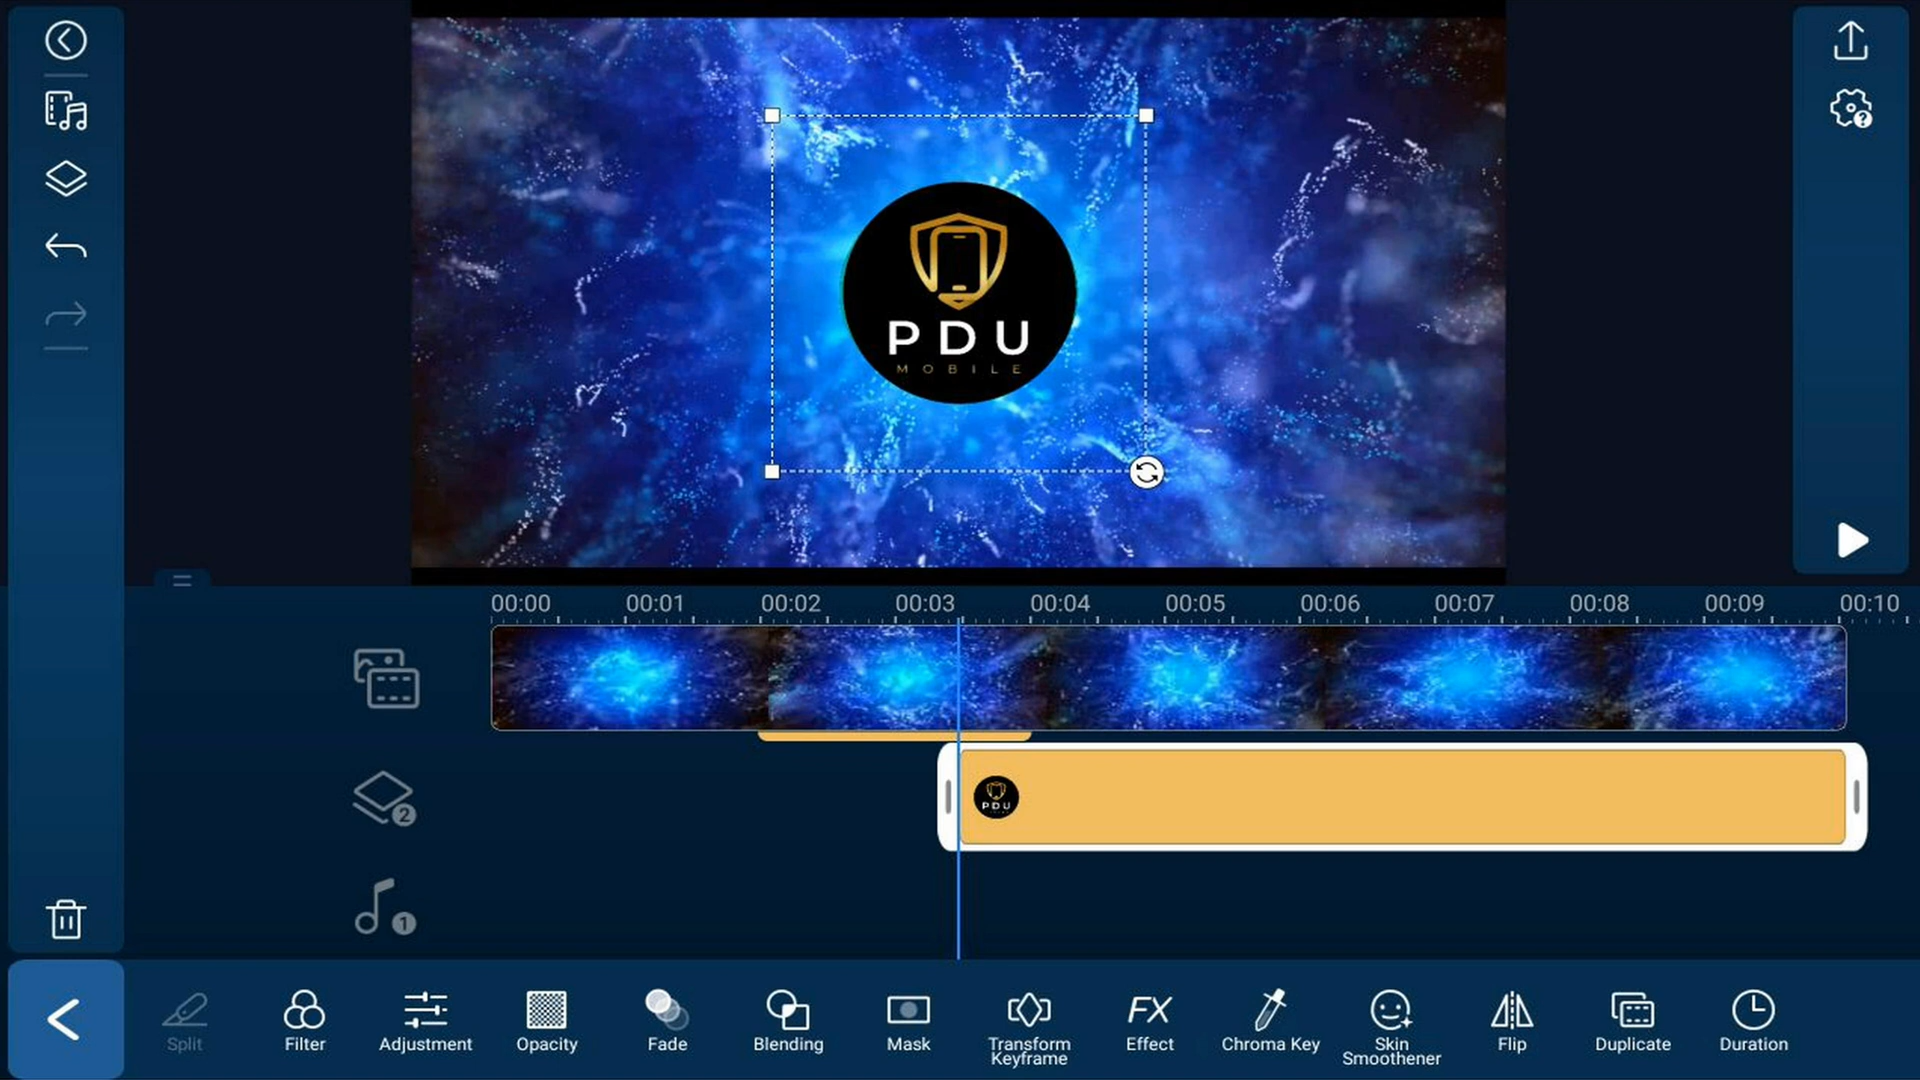 PDU
MOBILE
00:00 00:01 00:02 00:03 00:04 00:05 00:06 00:07 00:08 00:09 00:10
PDU
2
1
Split Filter Adjustment Opacity Fade Blending Mask Transform Keyframe FX Effect Chroma Key Skin Smoothener Flip Duplicate Duration